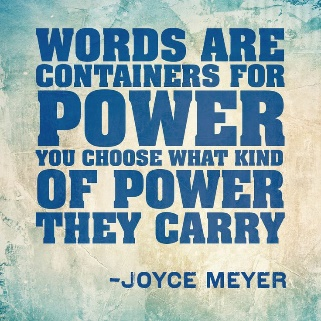 WORDS ARE
CONTAINERS FOR
POWER
YOU CHOOSE WHAT KIND
OF POWER
THEY CARRY
-JOYCE MEYER